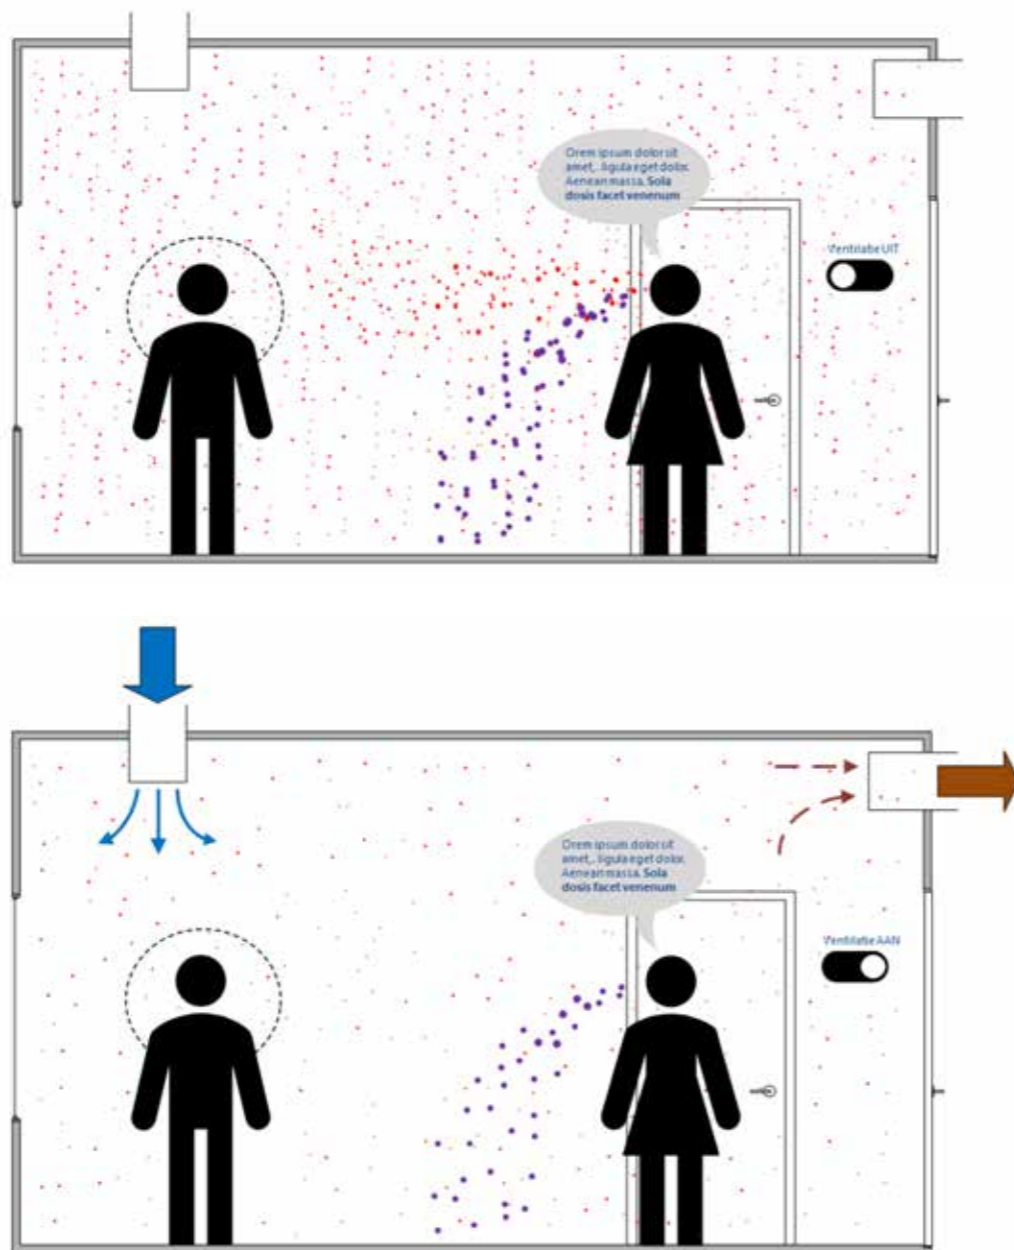 Orem ipsum dolor sit
amet,. ligula eget dolor.
Aenean massa. Sola
dosis facet venenum
Ventilatie UIT
Orem ipsum dolor sit
amet,. ligula eget dolor.
Aenean massa. Sola
dosis facet venenum
Ventilatie AAN